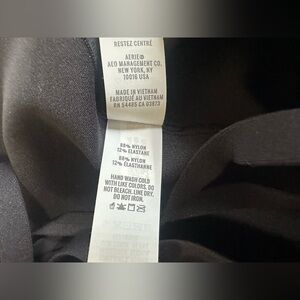 RESTEZ CENTRÉ
AERIE®
AEO MANAGEMENT CO.
NEW YORK, NY
10016 USA
MADE IN VIETNAM
FABRIQUÉ AU VIETNAM
RN 54485 CA 03873
88% NYLON
12% ELASTANE
88% NYLON
12% ÉLASTHANNE
HAND WASH COLD
WITH LIKE COLORS. DO
NOT BLEACH. LINE DRY.
DO NOT IRON.